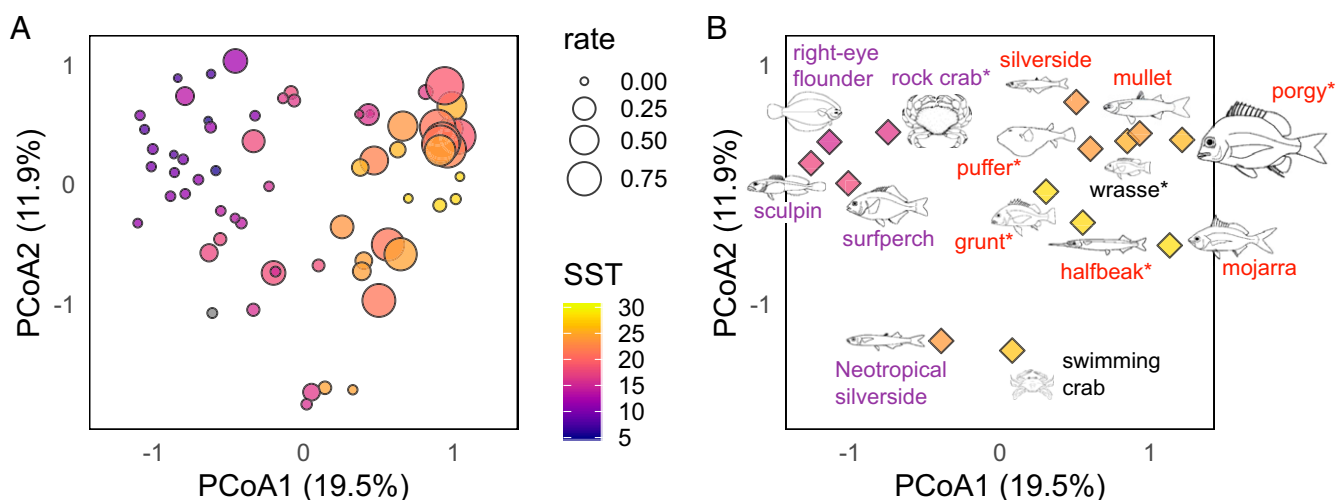 A
1
0
-1
PCoA2 (11.9%)
-1
0
1
PCoA1 (19.5%)
rate
0.00
0.25
0.50
0.75
SST
30
25
20
15
10
5
B
1
0
-1
PCoA2 (11.9%)
-1
0
1
PCoA1 (19.5%)
right-eye
flounder
rock crab*
silverside
mullet
porgy*
puffer*
wrasse*
sculpin
surfperch
grunt*
halfbeak*
mojarra
Neotropical
silverside
swimming
crab